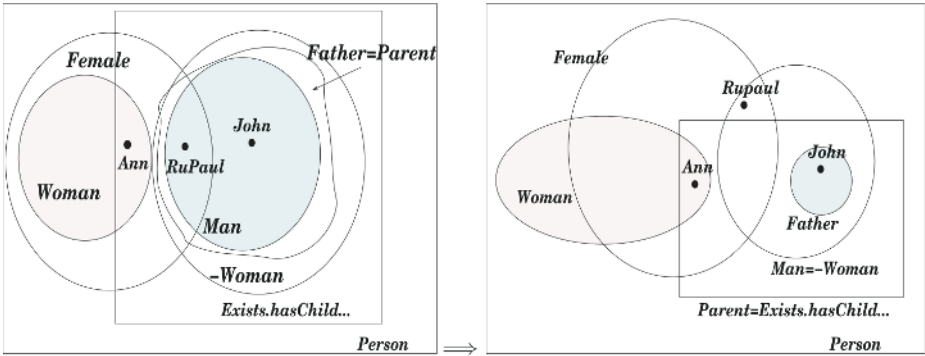 Female
Father=Parent
John
Ann
RuPaul
Woman
Man
¬Woman
Exists.hasChild...
Person
⟹
Female
Rupaul
Ann
John
Woman
Father
Man=¬Woman
Parent=Exists.hasChild...
Person